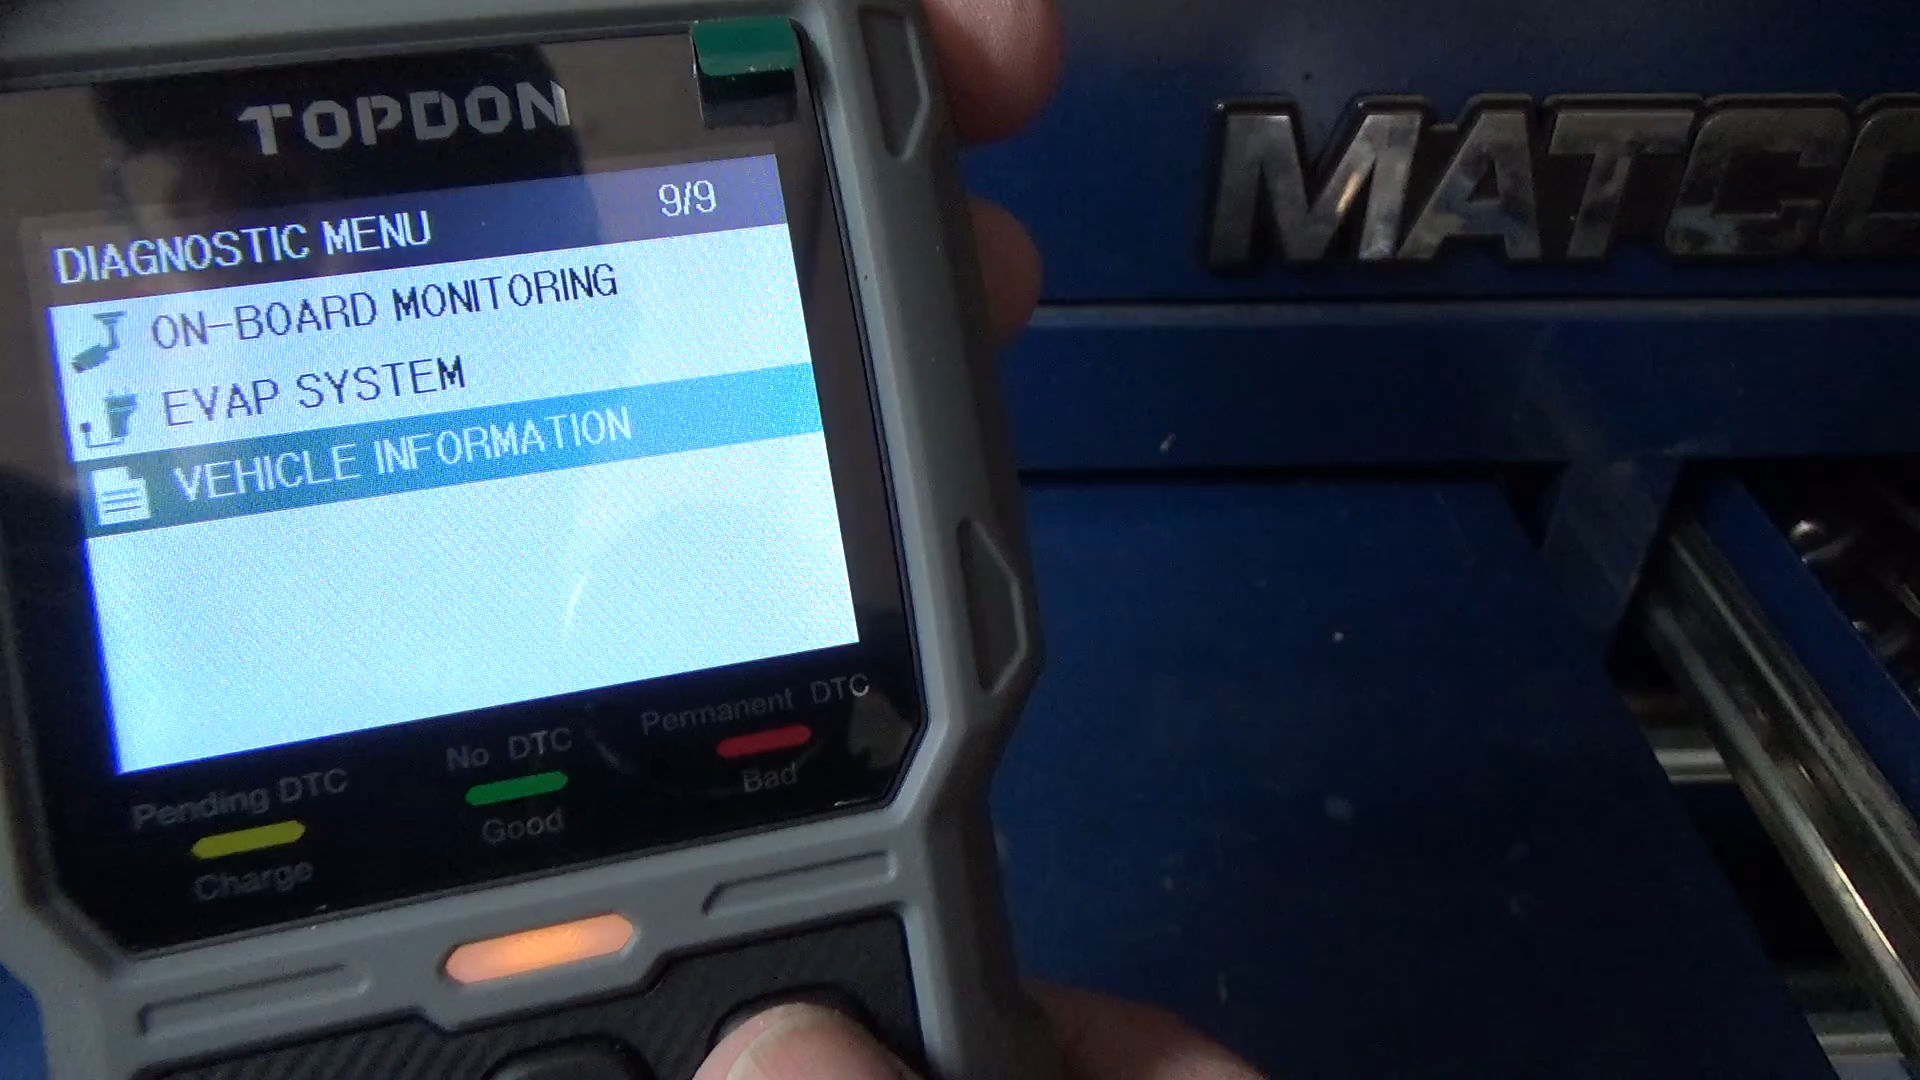 TOPDON
DIAGNOSTIC MENU 9/9
ON-BOARD MONITORING
EVAP SYSTEM
VEHICLE INFORMATION
Pending DTC
No DTC
Permanent DTC
Charge
Good
Bad
MATCO